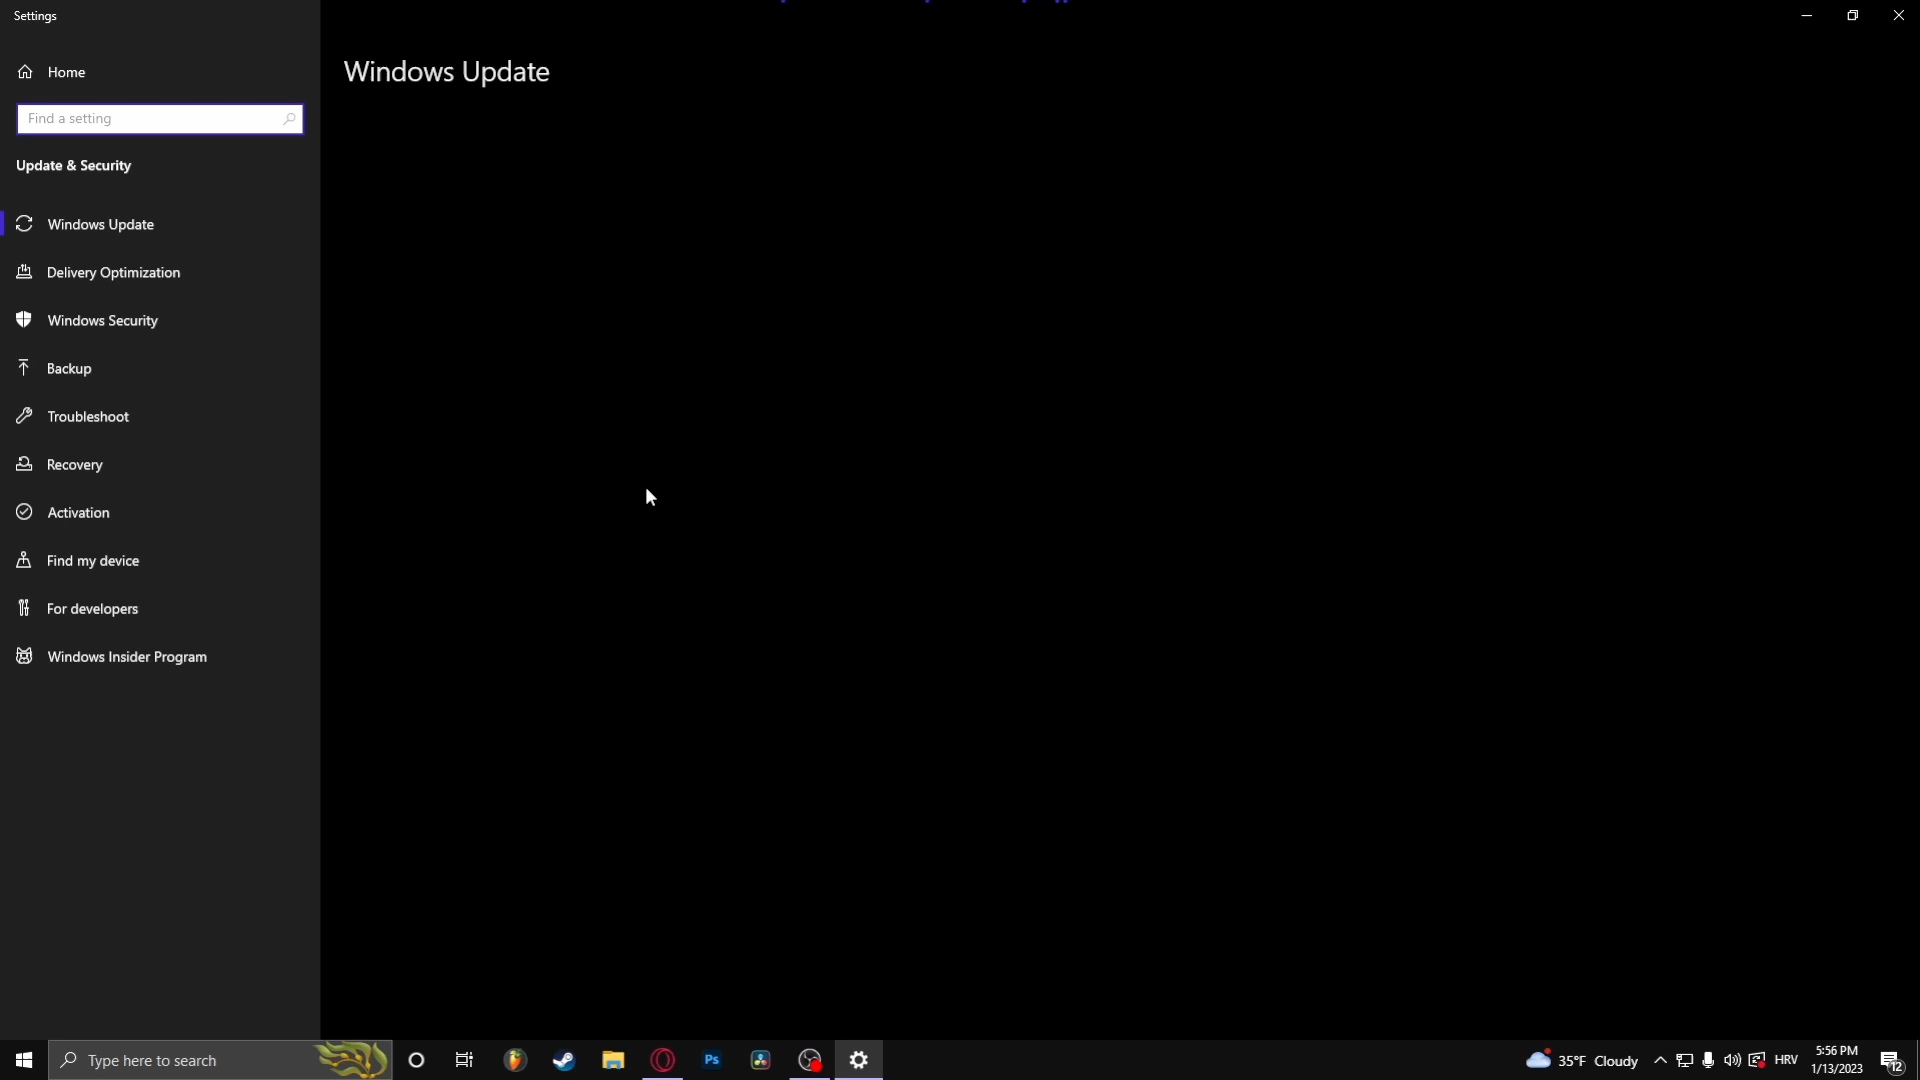 Settings
Home
Find a setting
Update & Security
Windows Update
Delivery Optimization
Windows Security
Backup
Troubleshoot
Recovery
Activation
Find my device
For developers
Windows Insider Program
Windows Update
Type here to search
Ps
35°F Cloudy
HRV
5:56 PM
1/13/2023
12